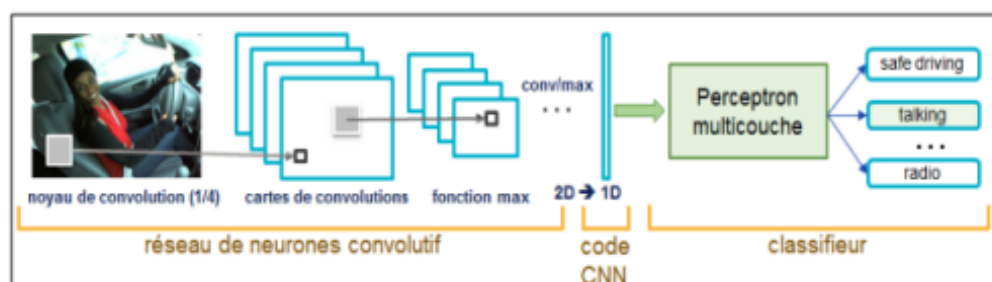 noyau de convolution (1/4)
cartes de convolutions
fonction max
conv/max
...
2D → 1D
réseau de neurones convolutif
code
CNN
Perceptron
multicouche
safe driving
talking
...
radio
classifieur